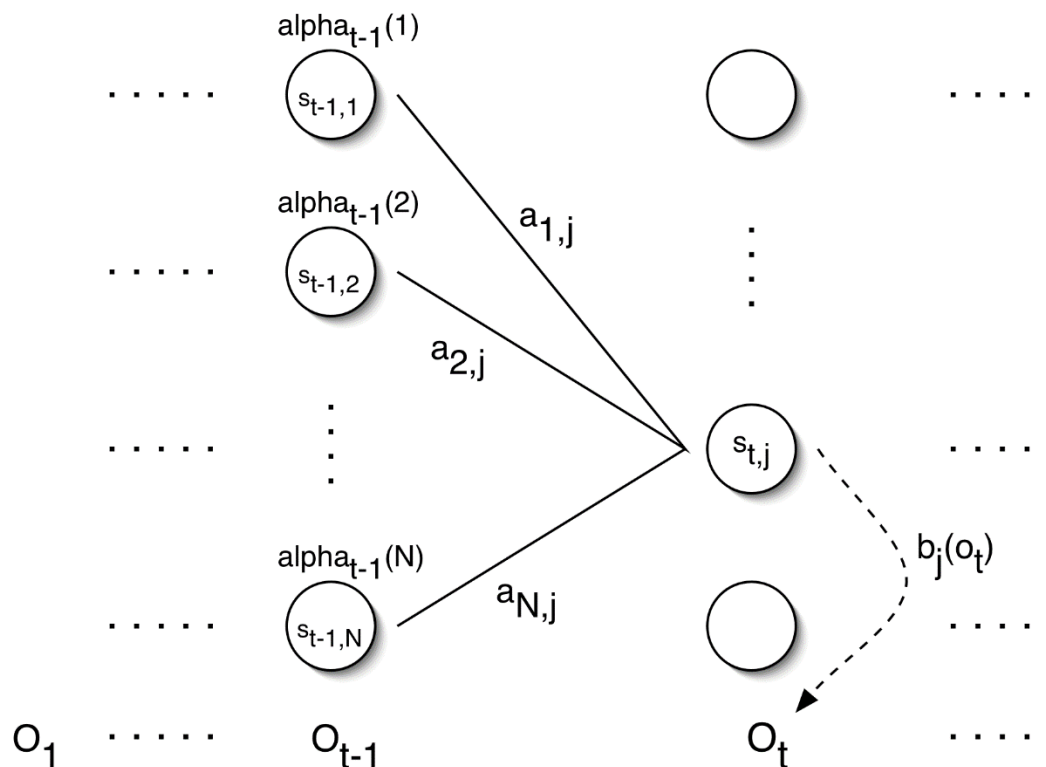 alpha_{t-1}(1)
s_{t-1,1}
alpha_{t-1}(2)
s_{t-1,2}
a_{1,j}
a_{2,j}
s_{t,j}
alpha_{t-1}(N)
s_{t-1,N}
a_{N,j}
b_j(o_t)
O_1 ..... O_{t-1} O_t ....